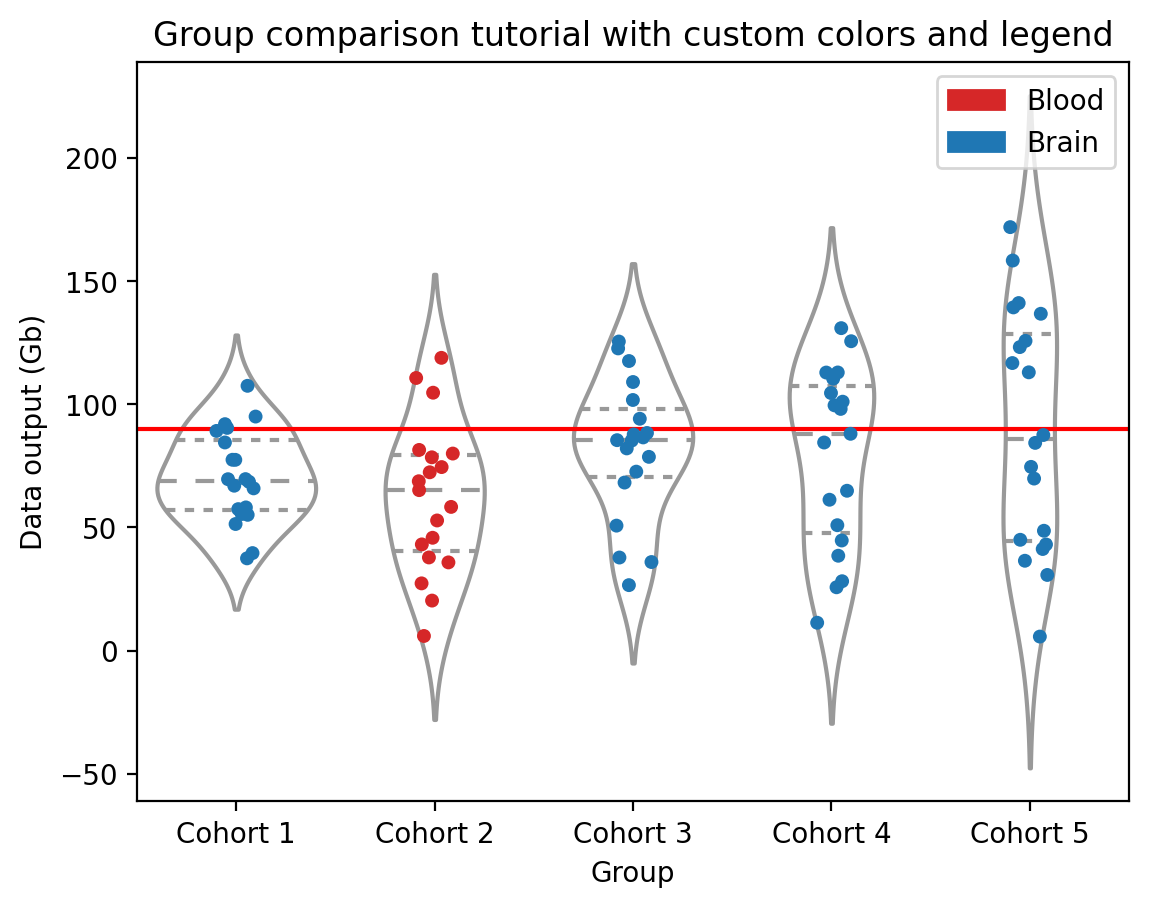 Group comparison tutorial with custom colors and legend
Blood
Brain
200
150
100
50
0
−50
Data output (Gb)
Cohort 1
Cohort 2
Cohort 3
Cohort 4
Cohort 5
Group